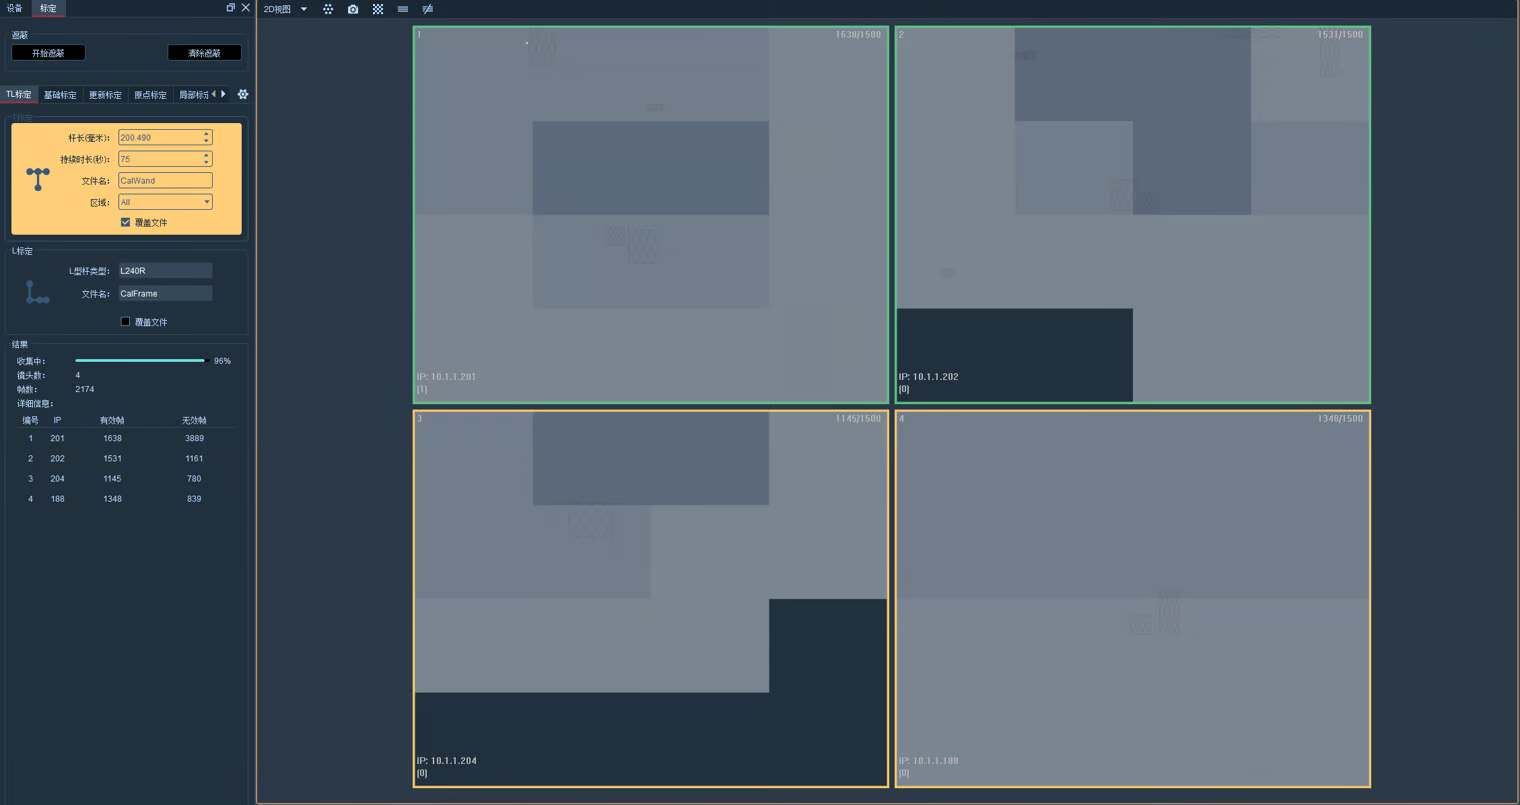 设备 标定
2D视图
遮蔽
开始遮蔽 清除遮蔽
TL标定 基础标定 更新标定 原点标定 局部标定
T标定
杆长(毫米): 200.490
持续时长(秒): 75
文件名: CalWand
区域: All
覆盖文件
L标定
L型杆类型: L240R
文件名: CalFrame
覆盖文件
结果
收集中: 96%
镜头数: 4
帧数: 2174
详细信息:
编号 IP 有效帧 无效帧
1 201 1638 3889
2 202 1531 1161
3 204 1145 780
4 188 1348 839
1 1638/1500
IP: 10.1.1.201
(1)
2 1531/1500
IP: 10.1.1.202
(0)
3 1145/1500
IP: 10.1.1.204
(0)
4 1348/1500
IP: 10.1.1.188
(0)